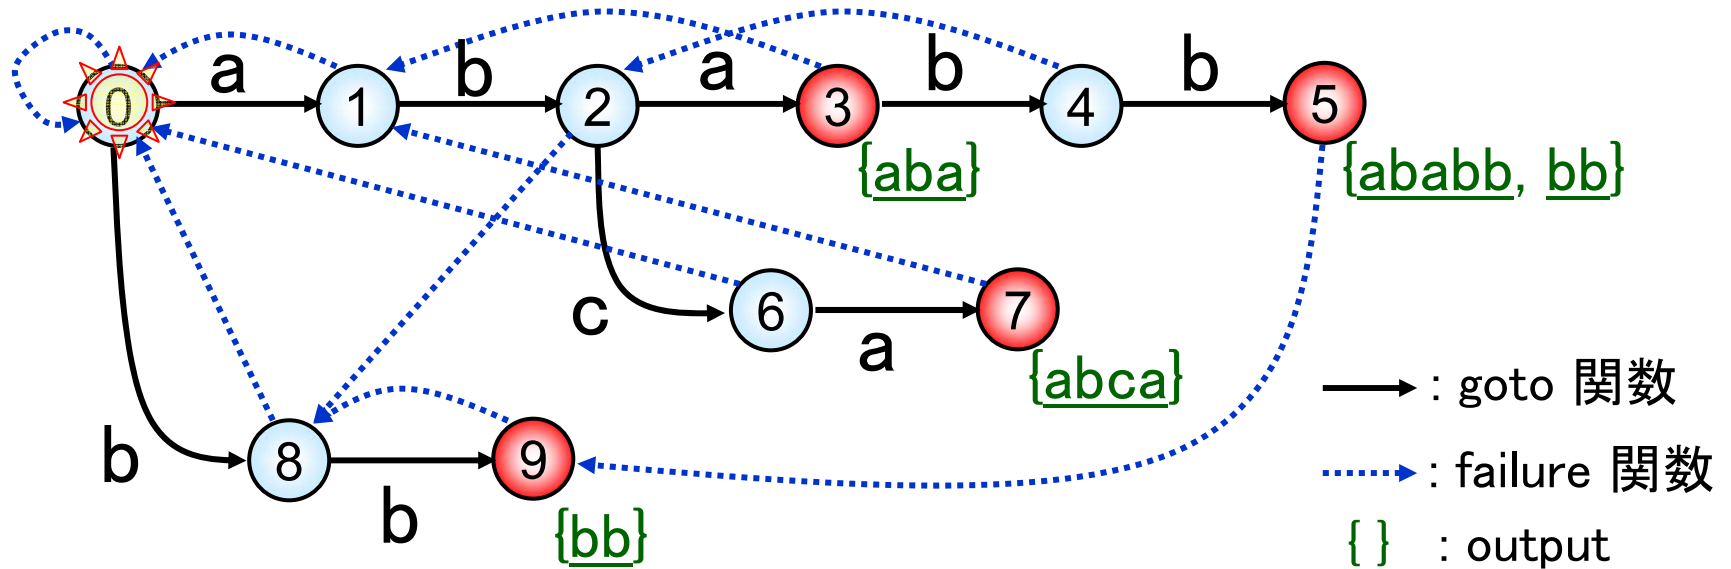 a b a b b
0 1 2 3 4 5
{aba} {ababb, bb}
c 6 a 7
{abca}
: goto 関数
b 8 b 9
: failure 関数
{bb}
{ } : output